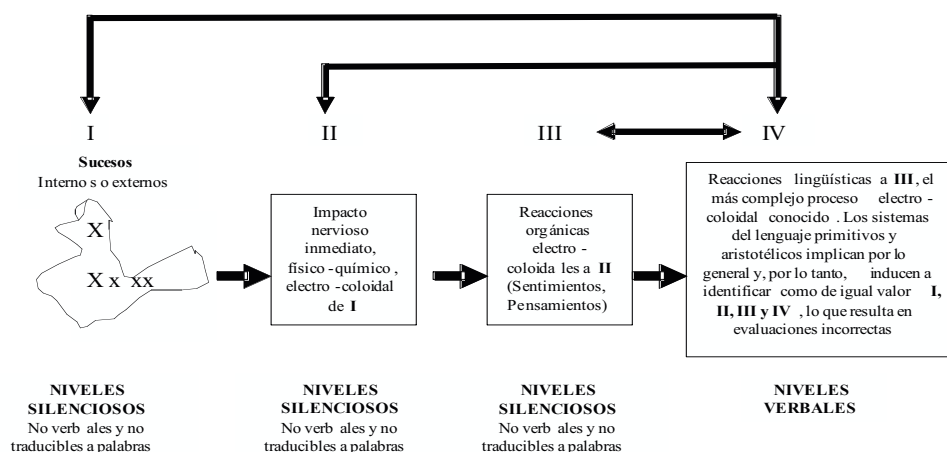 I
II
III
IV
Sucesos
Interno s o externos
X
X x xx
Impacto
nervioso
inmediato,
físico -químico ,
electro -coloidal
de I
Reacciones
orgánicas
electro -
coloida les a II
(Sentimientos,
Pensamientos)
Reacciones lingüísticas a III, el
más complejo proceso electro -
coloidal conocido . Los sistemas
del lenguaje primitivos y
aristotélicos implican por lo
general y, por lo tanto, inducen a
identificar como de igual valor I,
II, III y IV , lo que resulta en
evaluaciones incorrectas
NIVELES
SILENCIOSOS
No verb ales y no
traducibles a palabras
NIVELES
SILENCIOSOS
No verb ales y no
traducibles a palabras
NIVELES
SILENCIOSOS
No verb ales y no
traducibles a palabras
NIVELES
VERBALES